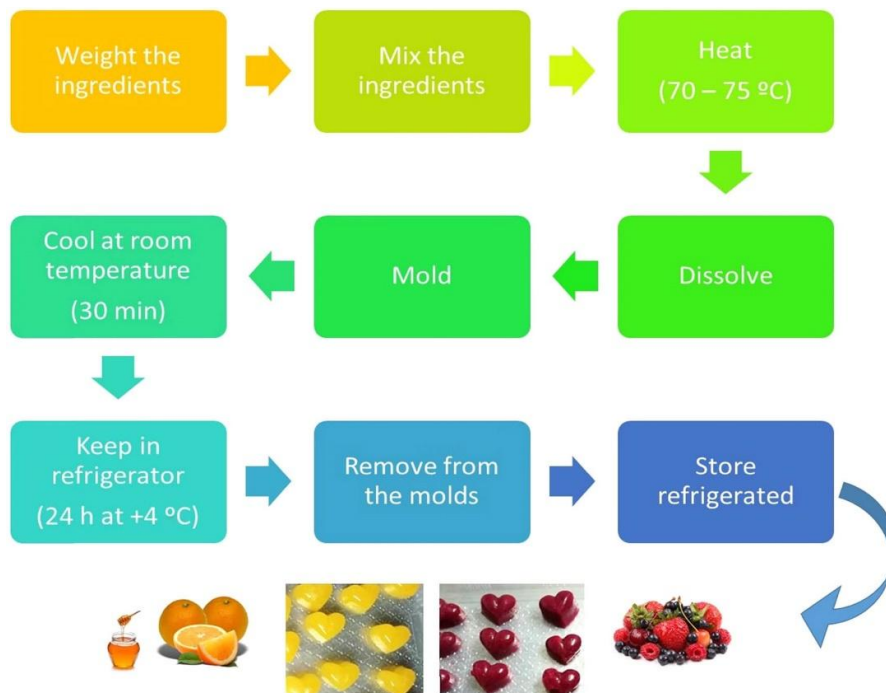 Weight the
ingredients
Mix the
ingredients
Heat
(70 – 75 ºC)
Dissolve
Mold
Cool at room
temperature
(30 min)
Keep in
refrigerator
(24 h at +4 ºC)
Remove from
the molds
Store
refrigerated